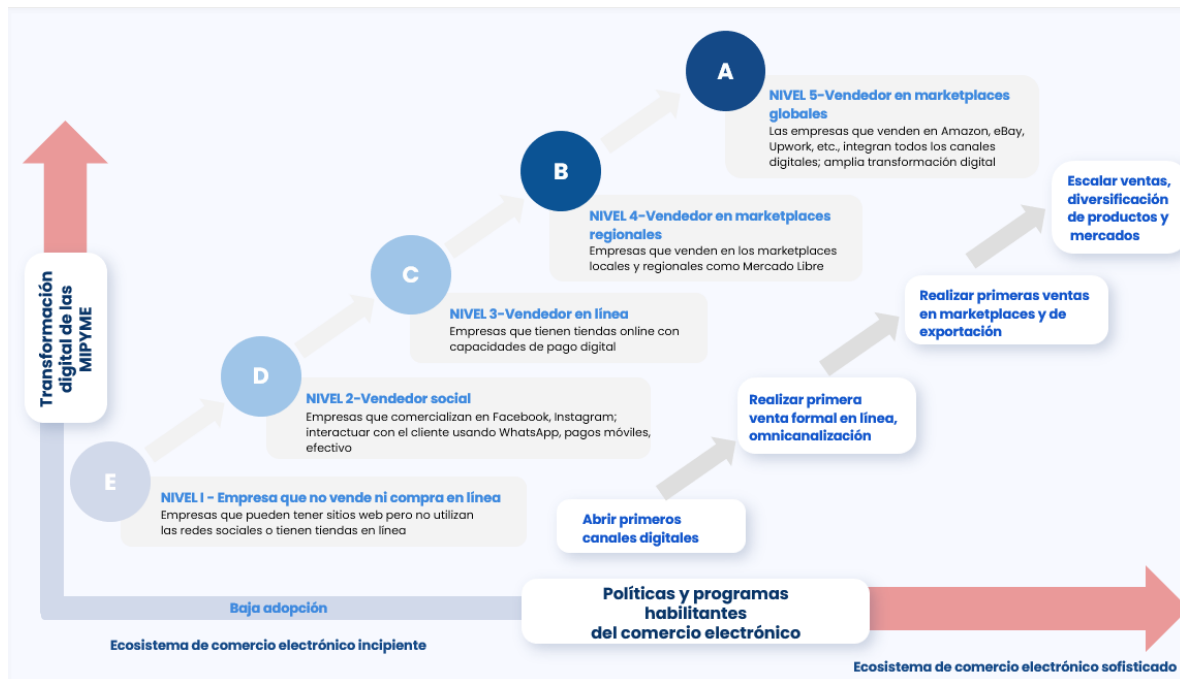 A
NIVEL 5-Vendedor en marketplaces
globales
Las empresas que venden en Amazon, eBay,
Upwork, etc., integran todos los canales
digitales; amplia transformación digital
B
NIVEL 4-Vendedor en marketplaces
regionales
Empresas que venden en los marketplaces
locales y regionales como Mercado Libre
C
NIVEL 3-Vendedor en línea
Empresas que tienen tiendas online con
capacidades de pago digital
D
NIVEL 2-Vendedor social
Empresas que comercializan en Facebook, Instagram;
interactuar con el cliente usando WhatsApp, pagos móviles,
efectivo
E
NIVEL I - Empresa que no vende ni compra en línea
Empresas que pueden tener sitios web pero no utilizan
las redes sociales o tienen tiendas en línea
Transformación
digital de las
MIPYME
Escalar ventas,
diversificación
de productos y
mercados
Realizar primeras ventas
en marketplaces y de
exportación
Realizar primera
venta formal en línea,
omnicanalización
Abrir primeros
canales digitales
Baja adopción
Políticas y programas
habilitantes
del comercio electrónico
Ecosistema de comercio electrónico incipiente
Ecosistema de comercio electrónico sofisticado